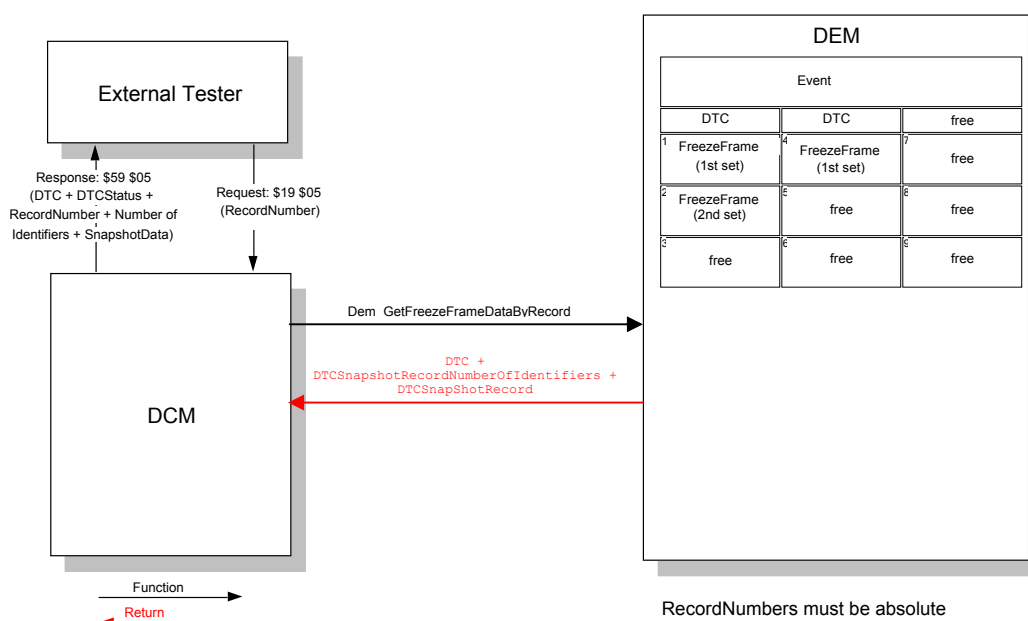 DEM
Event
External Tester
DTC
DTC
free
1
FreezeFrame
(1st set)
4
FreezeFrame
(1st set)
7
free
Response: $59 $05
(DTC + DTCStatus +
RecordNumber + Number of
Identifiers + SnapshotData)
Request: $19 $05
(RecordNumber)
2
FreezeFrame
(2nd set)
5
free
8
free
3
free
6
free
9
free
Dem_GetFreezeFrameDataByRecord
DTC +
DTCSnapshotRecordNumberOfIdentifiers +
DTCSnapShotRecord
DCM
Function
Return
RecordNumbers must be absolute